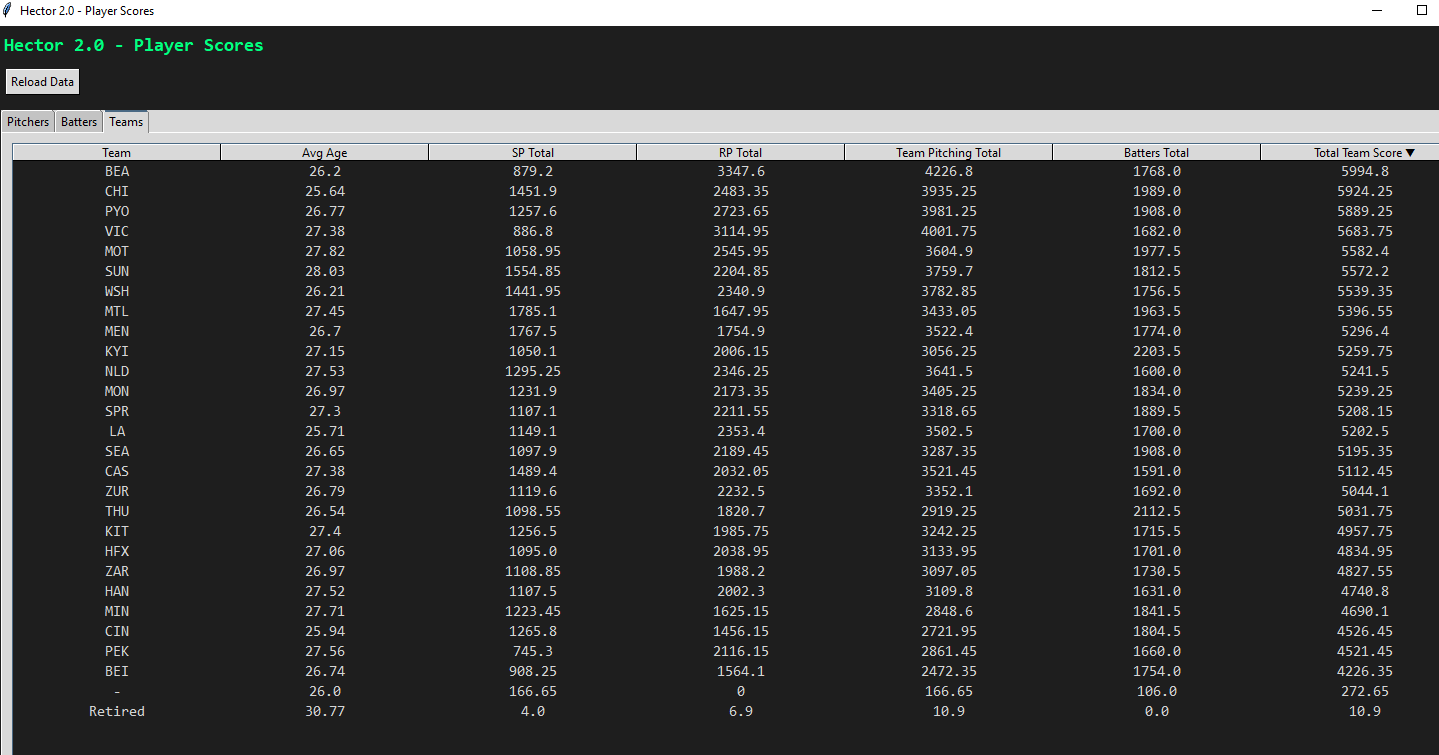 Hector 2.0 - Player Scores
Hector 2.0 - Player Scores
Reload Data
Pitchers Batters Teams
Team Avg Age SP Total RP Total Team Pitching Total Batters Total Total Team Score ▼
BEA 26.2 879.2 3347.6 4226.8 1768.0 5994.8
CHI 25.64 1451.9 2483.35 3935.25 1989.0 5924.25
PYO 26.77 1257.6 2723.65 3981.25 1908.0 5889.25
VIC 27.38 886.8 3114.95 4001.75 1682.0 5683.75
MOT 27.82 1058.95 2545.95 3604.9 1977.5 5582.4
SUN 28.03 1554.85 2204.85 3759.7 1812.5 5572.2
WSH 26.21 1441.95 2340.9 3782.85 1756.5 5539.35
MTL 27.45 1785.1 1647.95 3433.05 1963.5 5396.55
MEN 26.7 1767.5 1754.9 3522.4 1774.0 5296.4
KYI 27.15 1050.1 2006.15 3056.25 2203.5 5259.75
NLD 27.53 1295.25 2346.25 3641.5 1600.0 5241.5
MON 26.97 1231.9 2173.35 3405.25 1834.0 5239.25
SPR 27.3 1107.1 2211.55 3318.65 1889.5 5208.15
LA 25.71 1149.1 2353.4 3502.5 1700.0 5202.5
SEA 26.65 1097.9 2189.45 3287.35 1908.0 5195.35
CAS 27.38 1489.4 2032.05 3521.45 1591.0 5112.45
ZUR 26.79 1119.6 2232.5 3352.1 1692.0 5044.1
THU 26.54 1098.55 1820.7 2919.25 2112.5 5031.75
KIT 27.4 1256.5 1985.75 3242.25 1715.5 4957.75
HFX 27.06 1095.0 2038.95 3133.95 1701.0 4834.95
ZAR 26.97 1108.85 1988.2 3097.05 1730.5 4827.55
HAN 27.52 1107.5 2002.3 3109.8 1631.0 4740.8
MIN 27.71 1223.45 1625.15 2848.6 1841.5 4690.1
CIN 25.94 1265.8 1456.15 2721.95 1804.5 4526.45
PEK 27.56 745.3 2116.15 2861.45 1660.0 4521.45
BEI 26.74 908.25 1564.1 2472.35 1754.0 4226.35
- 26.0 166.65 0 166.65 106.0 272.65
Retired 30.77 4.0 6.9 10.9 0.0 10.9